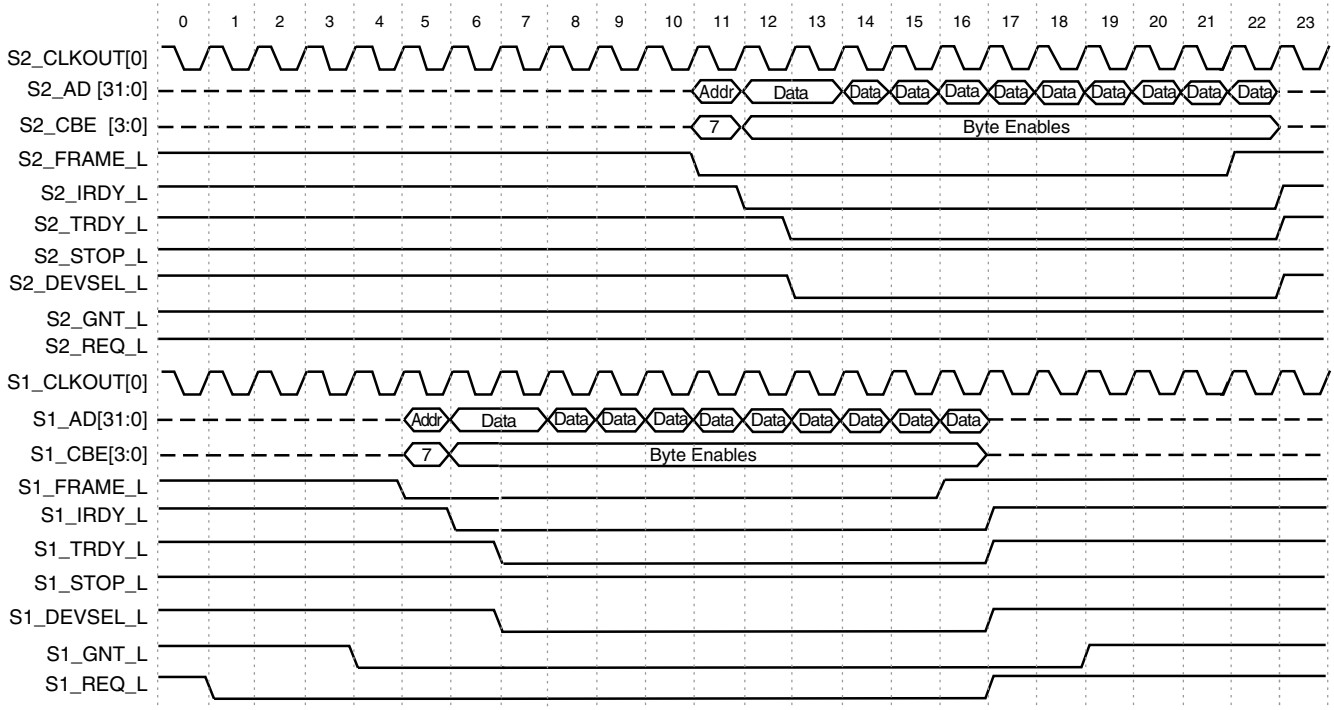 0 1 2 3 4 5 6 7 8 9 10 11 12 13 14 15 16 17 18 19 20 21 22 23
S2_CLKOUT[0]
S2_AD [31:0] Addr Data Data Data Data Data Data Data Data Data Data
S2_CBE [3:0] 7 Byte Enables
S2_FRAME_L
S2_IRDY_L
S2_TRDY_L
S2_STOP_L
S2_DEVSEL_L
S2_GNT_L
S2_REQ_L
S1_CLKOUT[0]
S1_AD[31:0] Addr Data Data Data Data Data Data Data Data Data Data
S1_CBE[3:0] 7 Byte Enables
S1_FRAME_L
S1_IRDY_L
S1_TRDY_L
S1_STOP_L
S1_DEVSEL_L
S1_GNT_L
S1_REQ_L